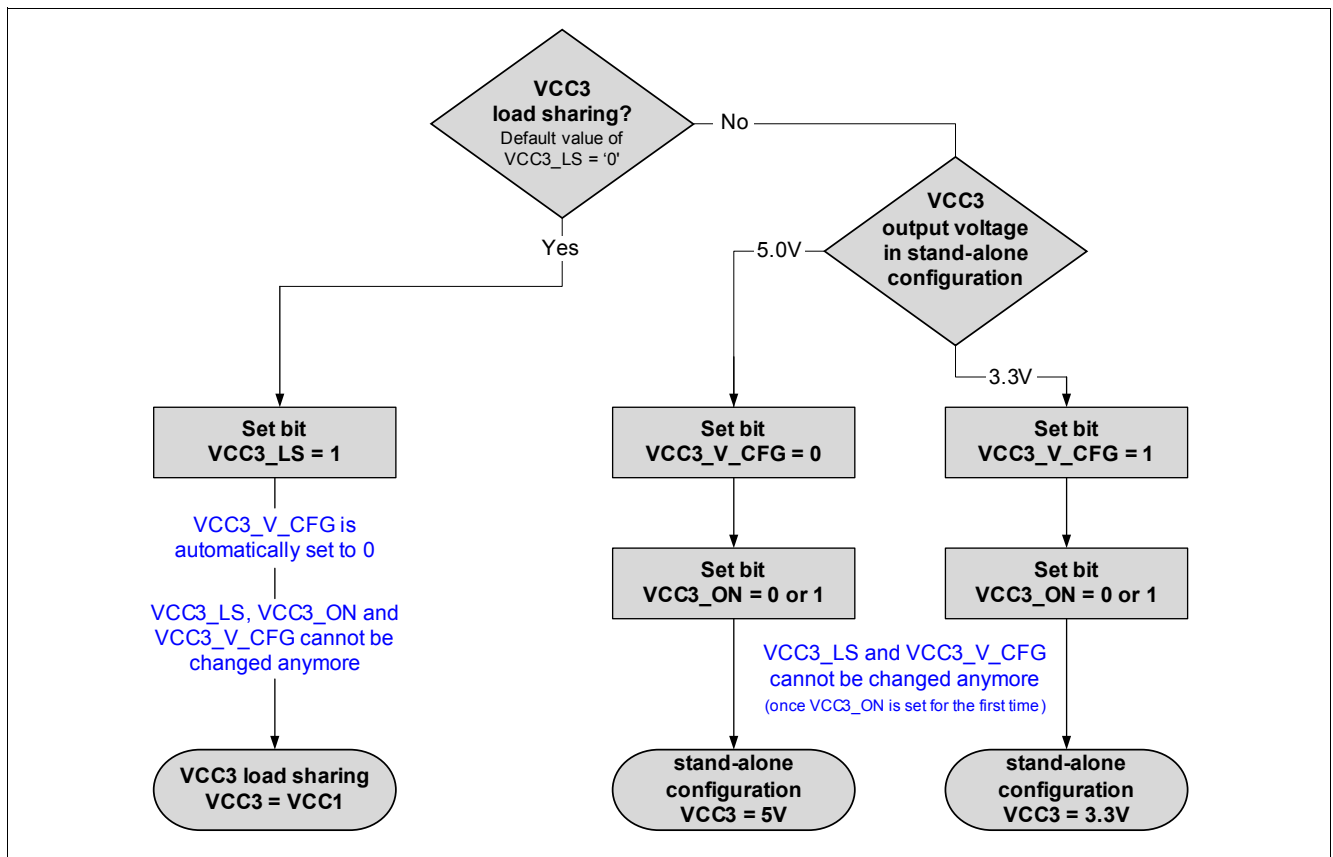 VCC3
load sharing?
Default value of
VCC3_LS = ‘0'
No
Yes
VCC3
output voltage
in stand-alone
configuration
5.0V
3.3V
Set bit
VCC3_LS = 1
Set bit
VCC3_V_CFG = 0
Set bit
VCC3_V_CFG = 1
VCC3_V_CFG is
automatically set to 0
Set bit
VCC3_ON = 0 or 1
Set bit
VCC3_ON = 0 or 1
VCC3_LS, VCC3_ON and
VCC3_V_CFG cannot be
changed anymore
VCC3_LS and VCC3_V_CFG
cannot be changed anymore
(once VCC3_ON is set for the first time)
VCC3 load sharing
VCC3 = VCC1
stand-alone
configuration
VCC3 = 5V
stand-alone
configuration
VCC3 = 3.3V